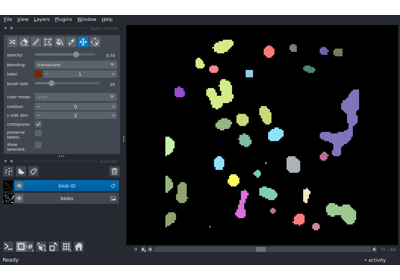 File View Layers Plugins Window Help
opacity: 0.70
blending: translucent
label: 1
brush size: 10
color mode:
contour: 0
n edit dim: 2
contiguous:
preserve labels:
show selected:
blob ID
blobs
Ready
activity